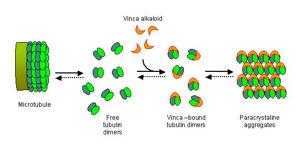 Vinca alkaloid
Microtubule
Free
tubulin
dimers
Vinca –bound
tubulin dimers
Paracrystaline
aggregates